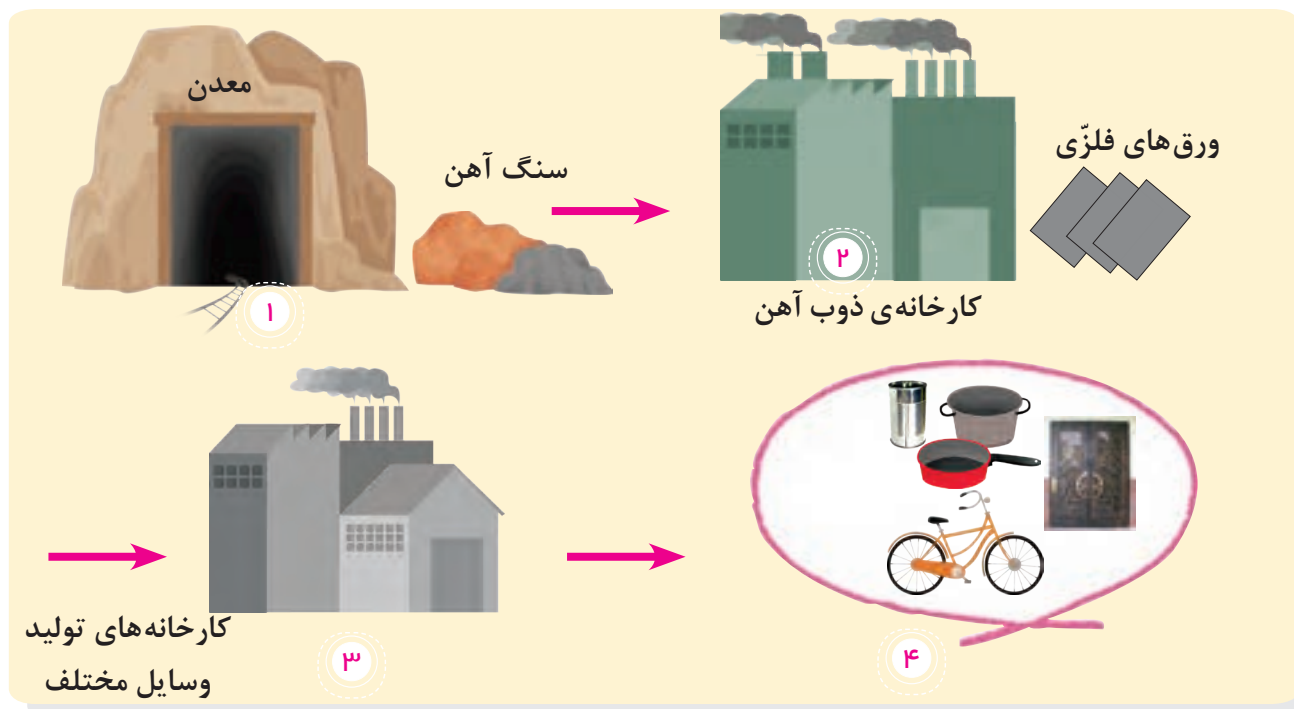 معدن
سنگ آهن
۱
ورق‌های فلزّی
۲
کارخانه‌ی ذوب آهن
کارخانه‌های تولید
وسایل مختلف
۳
۴